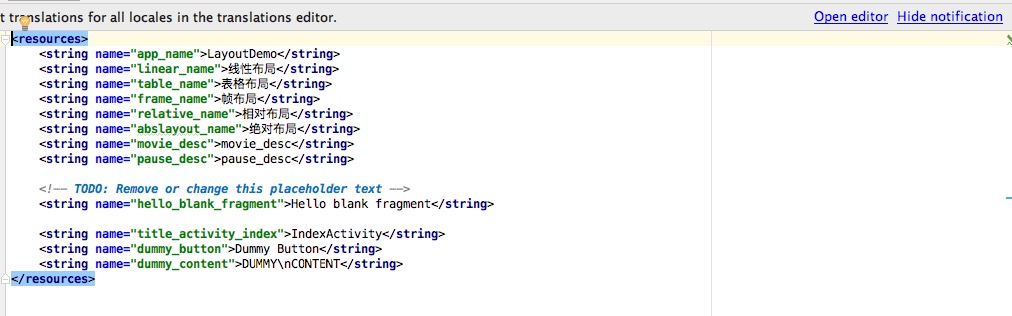 t translations for all locales in the translations editor. Open editor Hide notification
<resources>
<string name="app_name">LayoutDemo</string>
<string name="linear_name">线性布局</string>
<string name="table_name">表格布局</string>
<string name="frame_name">帧布局</string>
<string name="relative_name">相对布局</string>
<string name="abslayout_name">绝对布局</string>
<string name="movie_desc">movie_desc</string>
<string name="pause_desc">pause_desc</string>
<!-- TODO: Remove or change this placeholder text -->
<string name="hello_blank_fragment">Hello blank fragment</string>
<string name="title_activity_index">IndexActivity</string>
<string name="dummy_button">Dummy Button</string>
<string name="dummy_content">DUMMY\nCONTENT</string>
</resources>